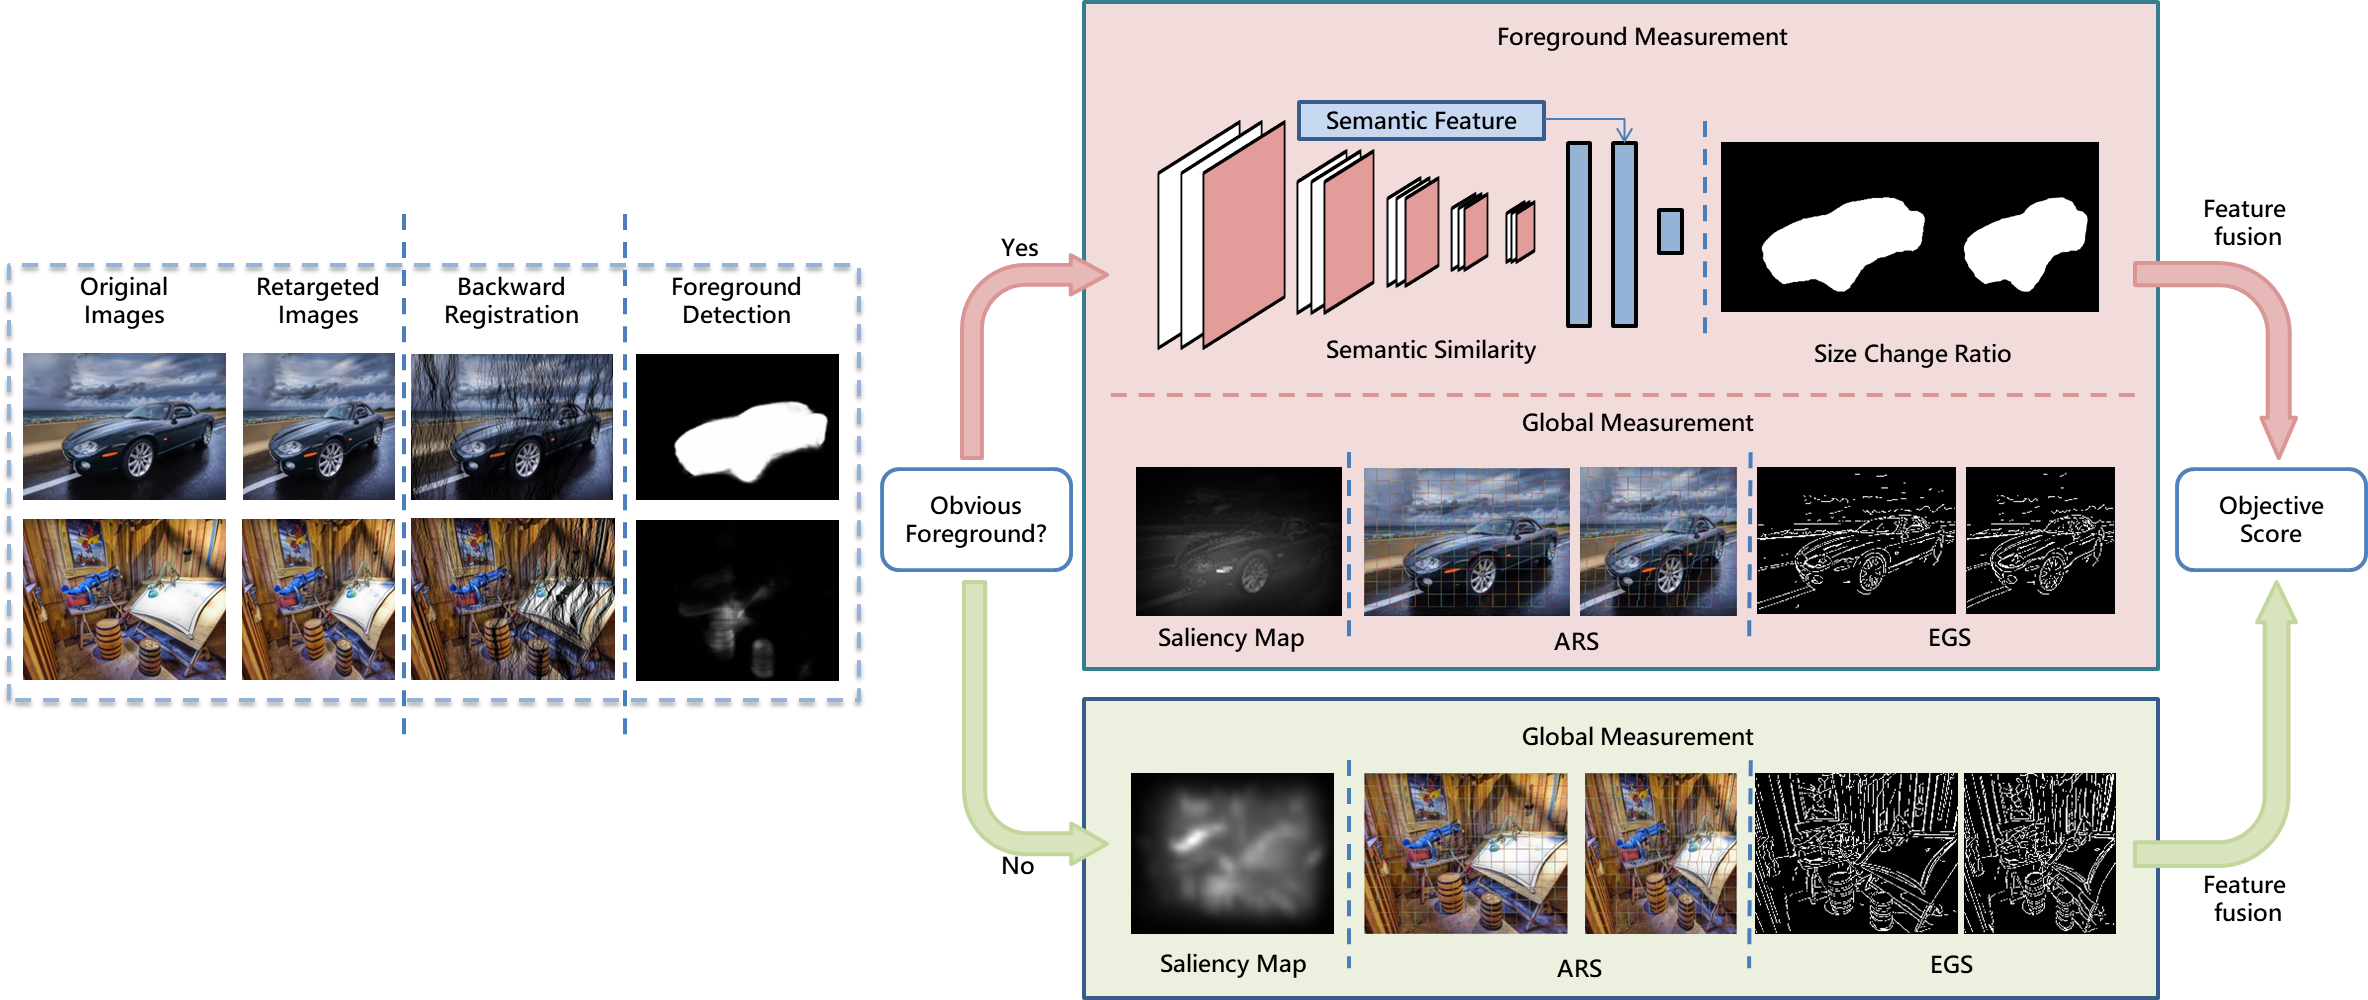 Original
Images
Retargeted
Images
Backward
Registration
Foreground
Detection
Obvious
Foreground?
Yes
No
Foreground Measurement
Semantic Feature
Semantic Similarity
Size Change Ratio
Global Measurement
Saliency Map
ARS
EGS
Global Measurement
Saliency Map
ARS
EGS
Feature
fusion
Objective
Score
Feature
fusion